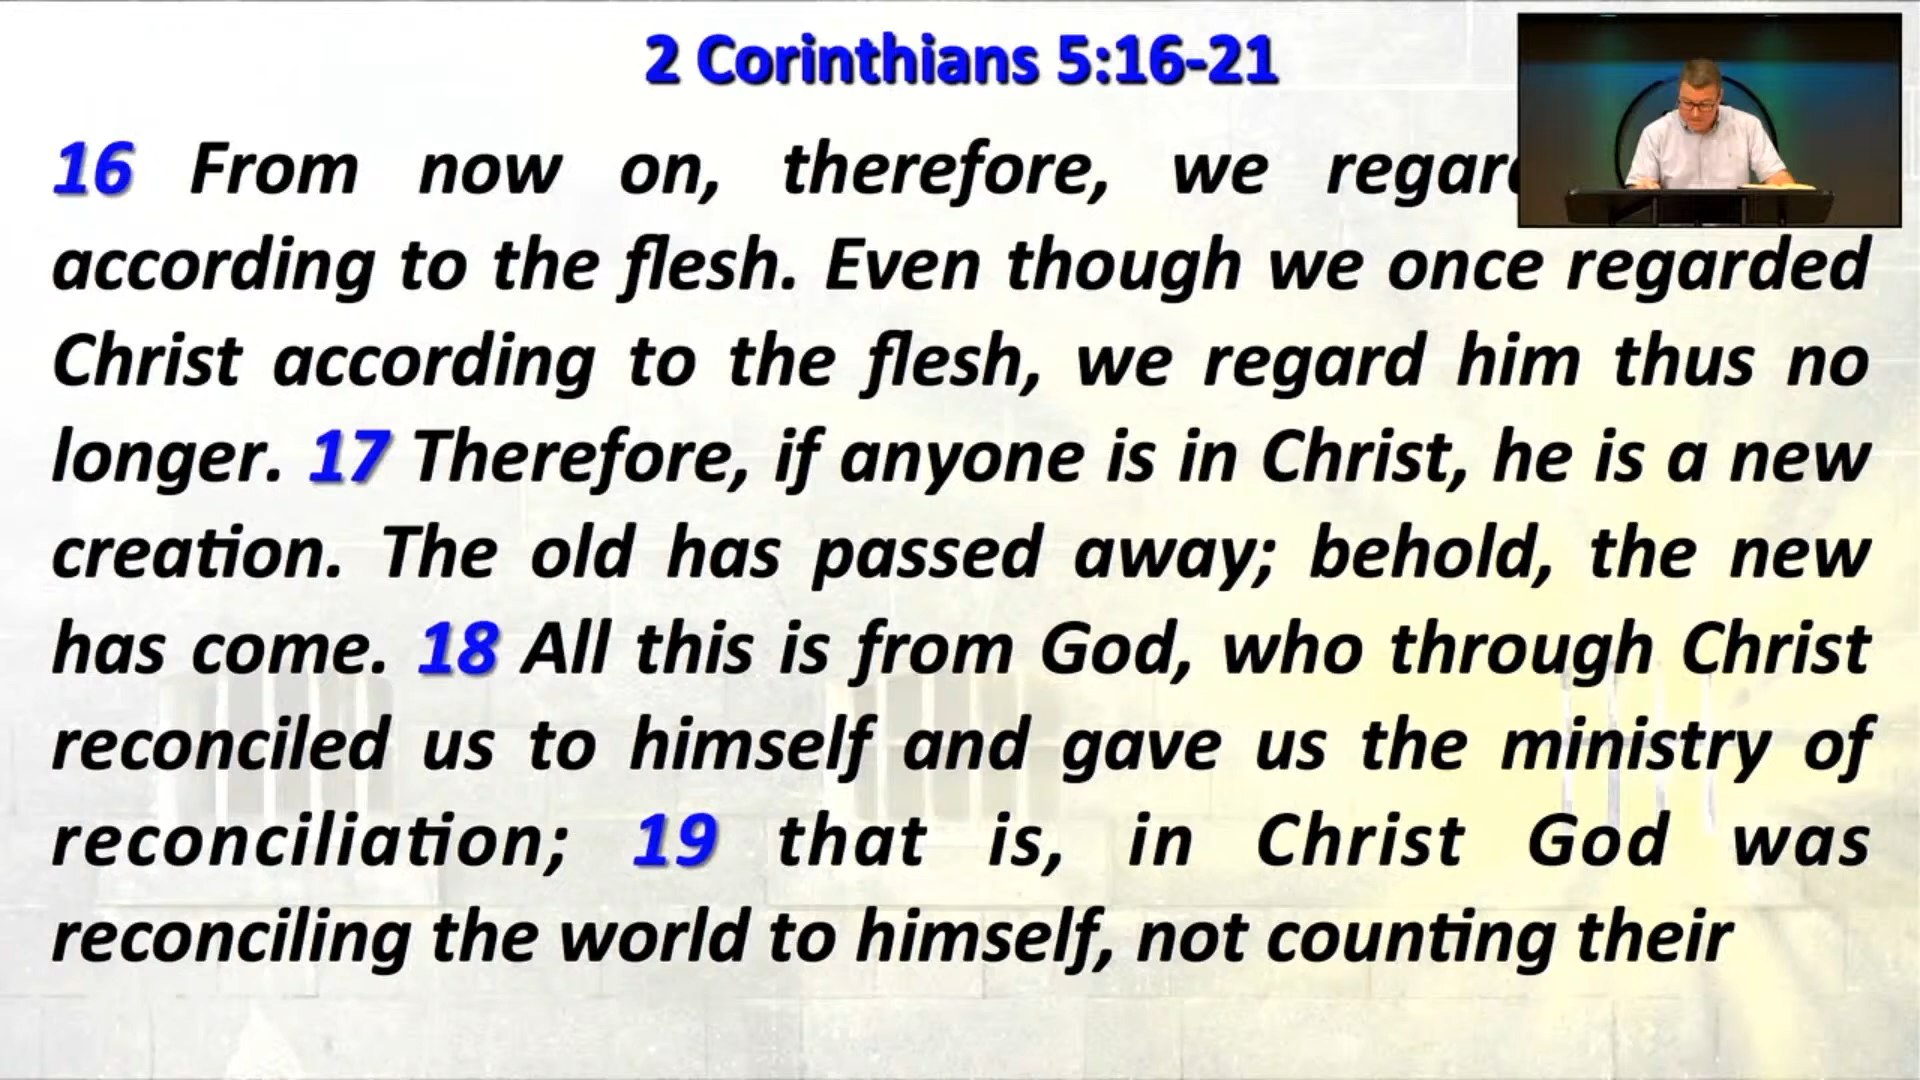 2 Corinthians 5:16-21
16 From now on, therefore, we
according to the flesh. Even though we once regarded
Christ according to the flesh, we regard him thus no
longer. 17 Therefore, if anyone is in Christ, he is a new
creation. The old has passed away; behold, the new
has come. 18 All this is from God, who through Christ
reconciled us to himself and gave us the ministry of
reconciliation; 19 that is, in Christ God was
reconciling the world to himself, not counting their